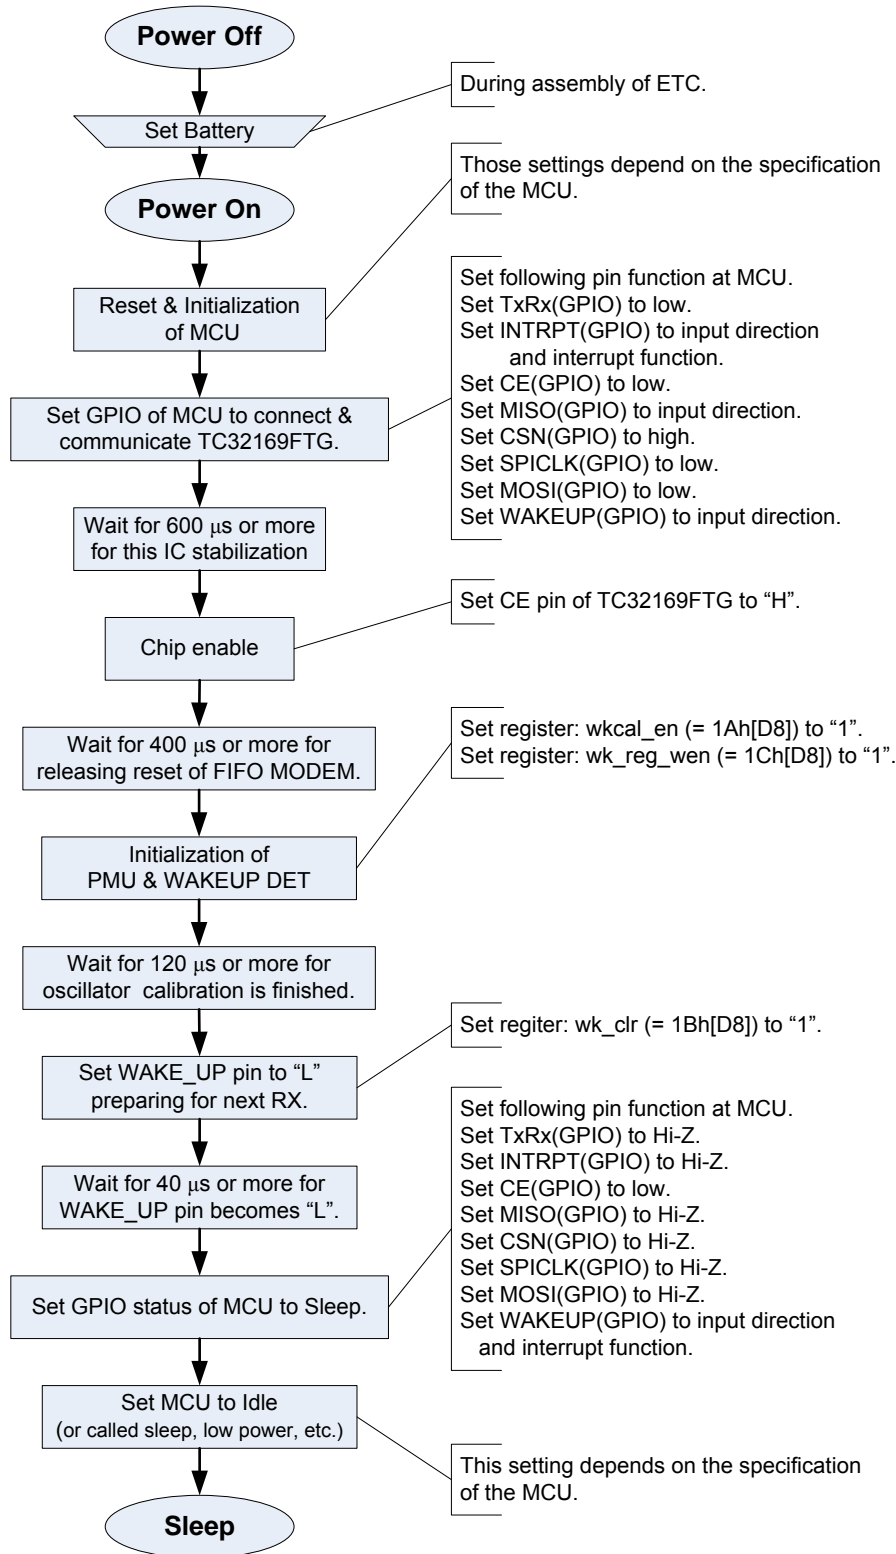 Power Off
During assembly of ETC.
Set Battery
Those settings depend on the specification
of the MCU.
Power On
Reset & Initialization
of MCU
Set following pin function at MCU.
Set TxRx(GPIO) to low.
Set INTRPT(GPIO) to input direction
and interrupt function.
Set CE(GPIO) to low.
Set MISO(GPIO) to input direction.
Set CSN(GPIO) to high.
Set SPICLK(GPIO) to low.
Set MOSI(GPIO) to low.
Set WAKEUP(GPIO) to input direction.
Set GPIO of MCU to connect &
communicate TC32169FTG.
Wait for 600 μs or more
for this IC stabilization
Set CE pin of TC32169FTG to “H”.
Chip enable
Wait for 400 μs or more for
releasing reset of FIFO MODEM.
Set register: wkcal_en (= 1Ah[D8]) to “1”.
Set register: wk_reg_wen (= 1Ch[D8]) to “1”.
Initialization of
PMU & WAKEUP DET
Wait for 120 μs or more for
oscillator calibration is finished.
Set regiter: wk_clr (= 1Bh[D8]) to “1”.
Set WAKE_UP pin to “L”
preparing for next RX.
Wait for 40 μs or more for
WAKE_UP pin becomes “L”.
Set following pin function at MCU.
Set TxRx(GPIO) to Hi-Z.
Set INTRPT(GPIO) to Hi-Z.
Set CE(GPIO) to low.
Set MISO(GPIO) to Hi-Z.
Set CSN(GPIO) to Hi-Z.
Set SPICLK(GPIO) to Hi-Z.
Set MOSI(GPIO) to Hi-Z.
Set WAKEUP(GPIO) to input direction
and interrupt function.
Set GPIO status of MCU to Sleep.
Set MCU to Idle
(or called sleep, low power, etc.)
This setting depends on the specification
of the MCU.
Sleep